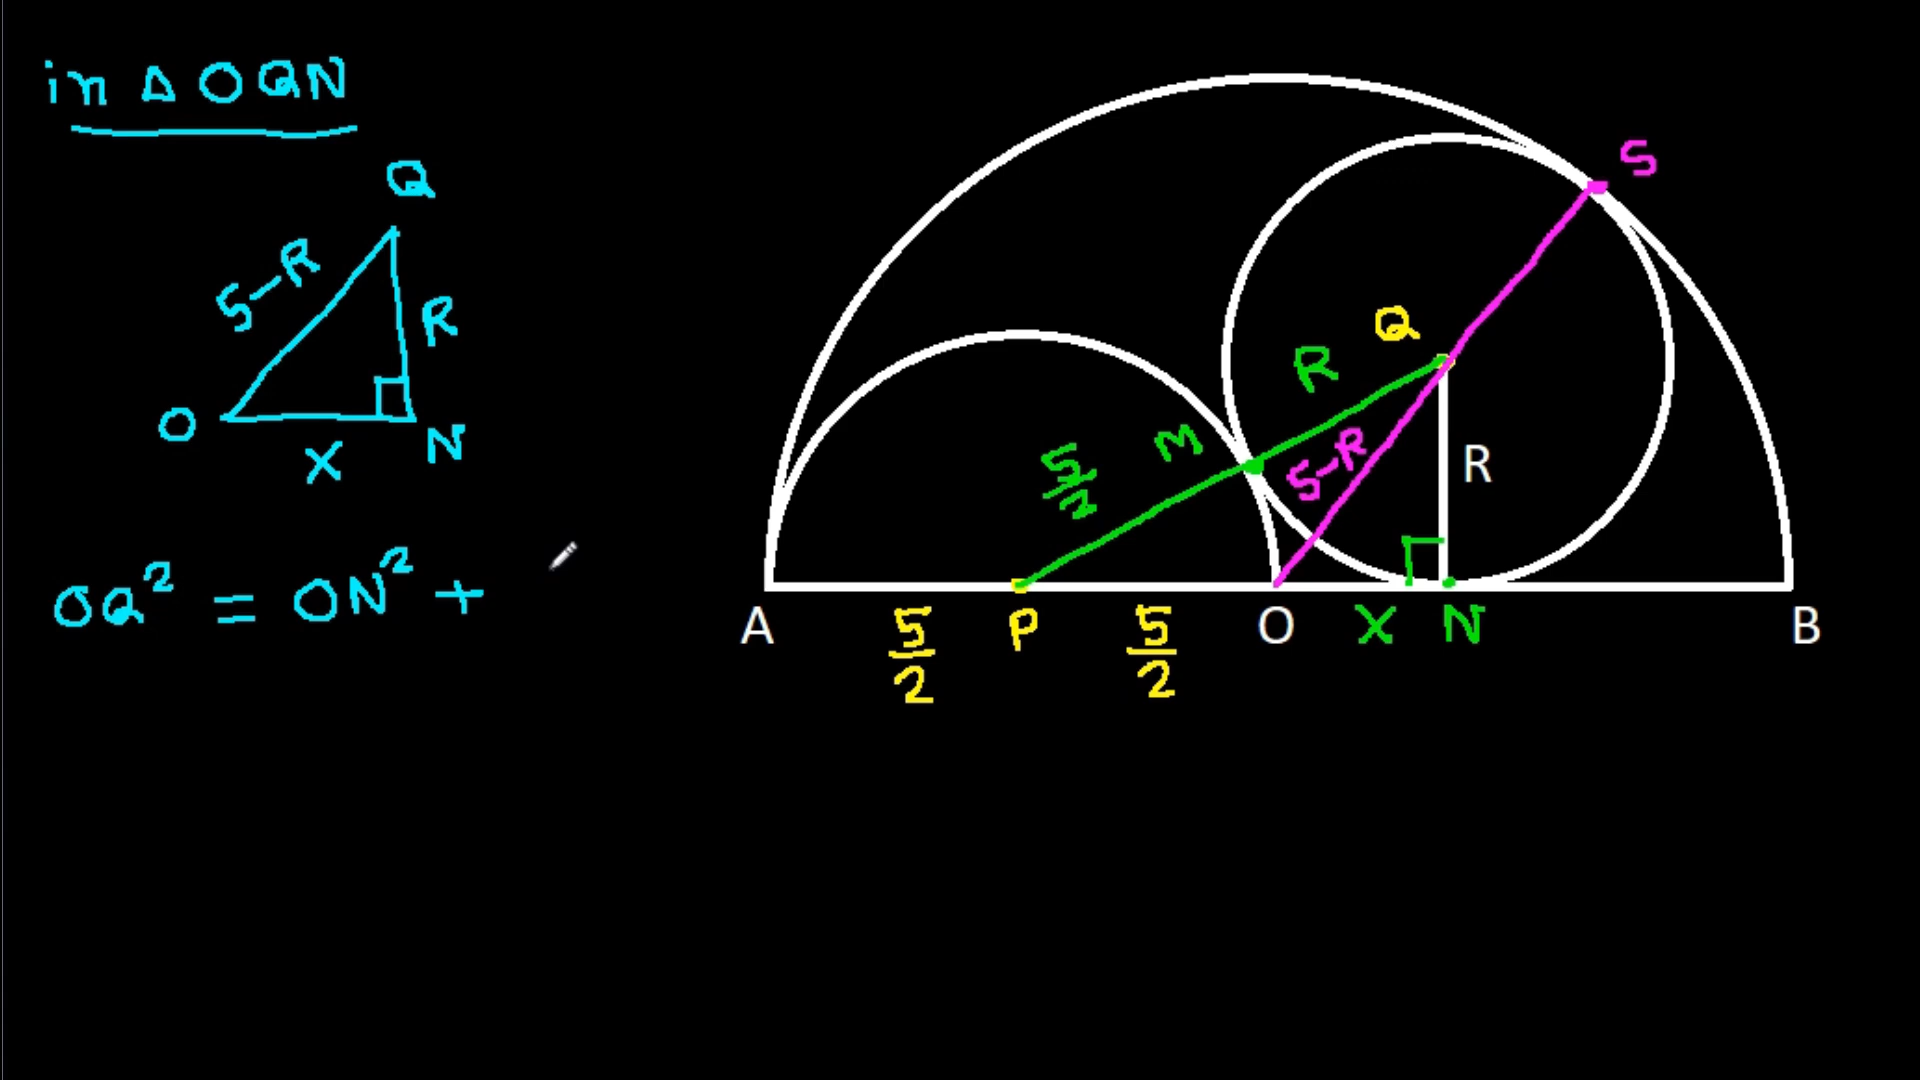 in Δ OQN
Q
5-R
R
O
N
X
OQ² = ON² +
S
Q
R
M
5/2
5-R
R
A
5/2
P
5/2
O
X
N
B